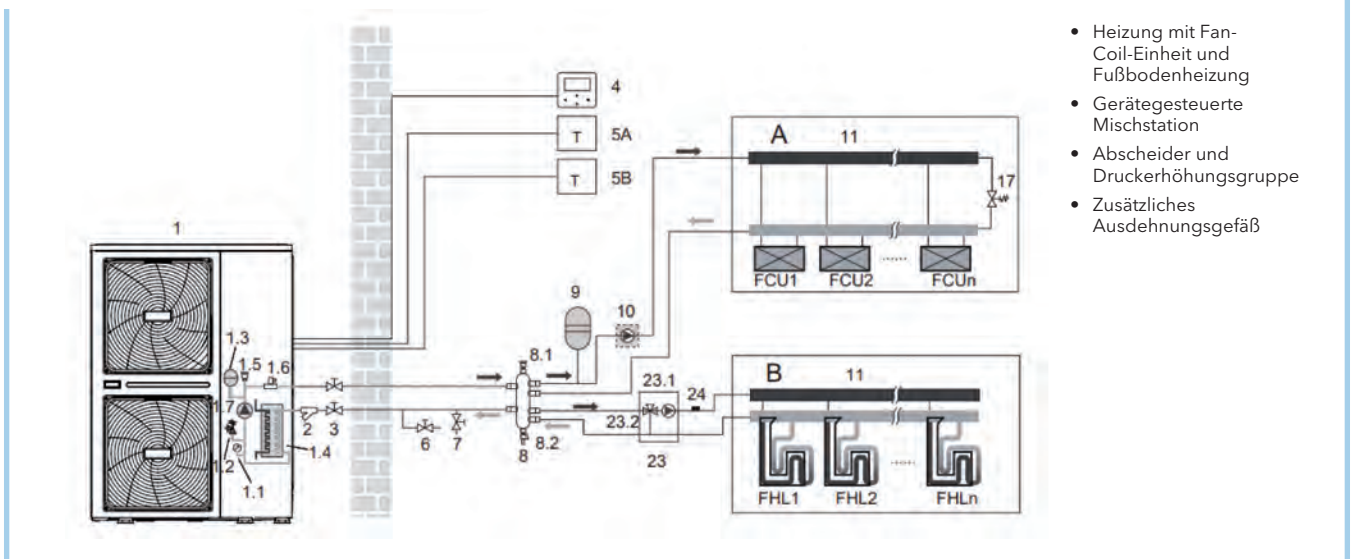 1
1.3
1.5
1.6
1.7
1.2
1.1
1.4
2
3
4
T
5A
T
5B
6
7
8.1
8.2
8
9
10
A
11
17
FCU1
FCU2
FCUn
23.1
24
23.2
23
B
11
FHL1
FHL2
FHLn
• Heizung mit Fan-
Coil-Einheit und
Fußbodenheizung
• Gerätegesteuerte
Mischstation
• Abscheider und
Druckerhöhungsgruppe
• Zusätzliches
Ausdehnungsgefäß